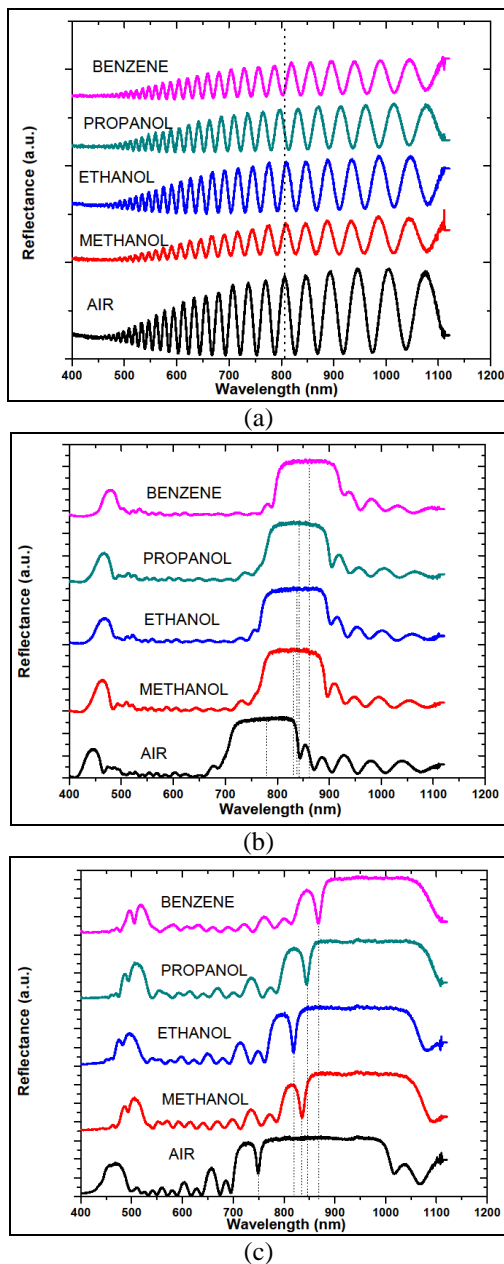 BENZENE
PROPANOL
ETHANOL
METHANOL
AIR
Reflectance (a.u.)
400 500 600 700 800 900 1000 1100 1200
Wavelength (nm)
(a)
BENZENE
PROPANOL
ETHANOL
METHANOL
AIR
Reflectance (a.u.)
400 500 600 700 800 900 1000 1100 1200
Wavelength (nm)
(b)
BENZENE
PROPANOL
ETHANOL
METHANOL
AIR
Reflectance (a.u.)
400 500 600 700 800 900 1000 1100 1200
Wavelength (nm)
(c)